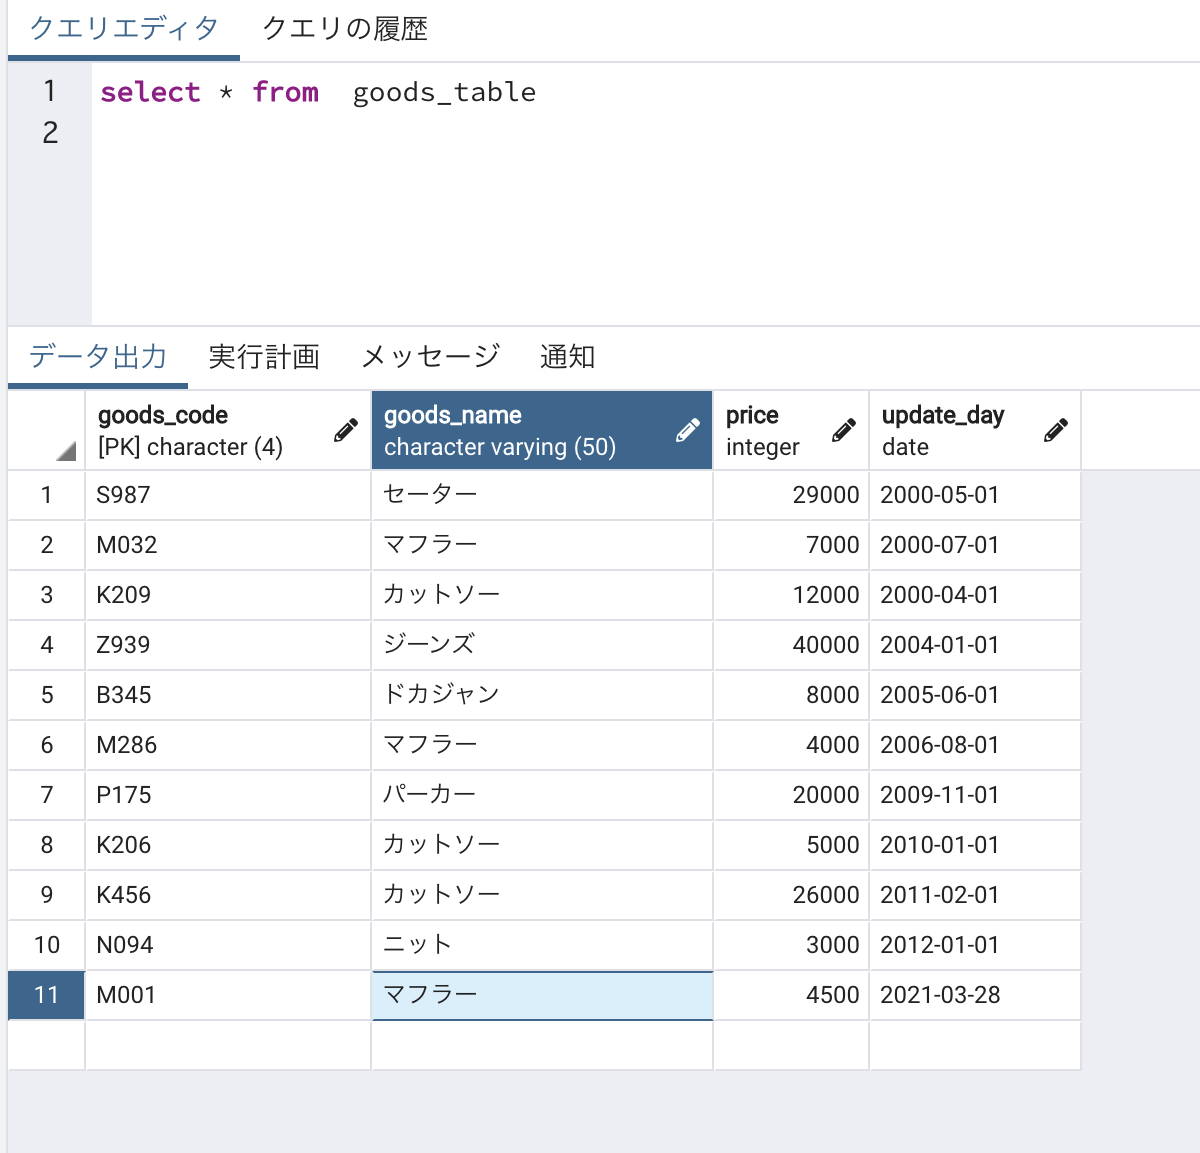 クエリエディタ クエリの履歴
1 select * from goods_table
2
データ出力 実行計画 メッセージ 通知
goods_code goods_name price update_day
[PK] character (4) character varying (50) integer date
1 S987 セーター 29000 2000-05-01
2 M032 マフラー 7000 2000-07-01
3 K209 カットソー 12000 2000-04-01
4 Z939 ジーンズ 40000 2004-01-01
5 B345 ドカジャン 8000 2005-06-01
6 M286 マフラー 4000 2006-08-01
7 P175 パーカー 20000 2009-11-01
8 K206 カットソー 5000 2010-01-01
9 K456 カットソー 26000 2011-02-01
10 N094 ニット 3000 2012-01-01
11 M001 マフラー 4500 2021-03-28